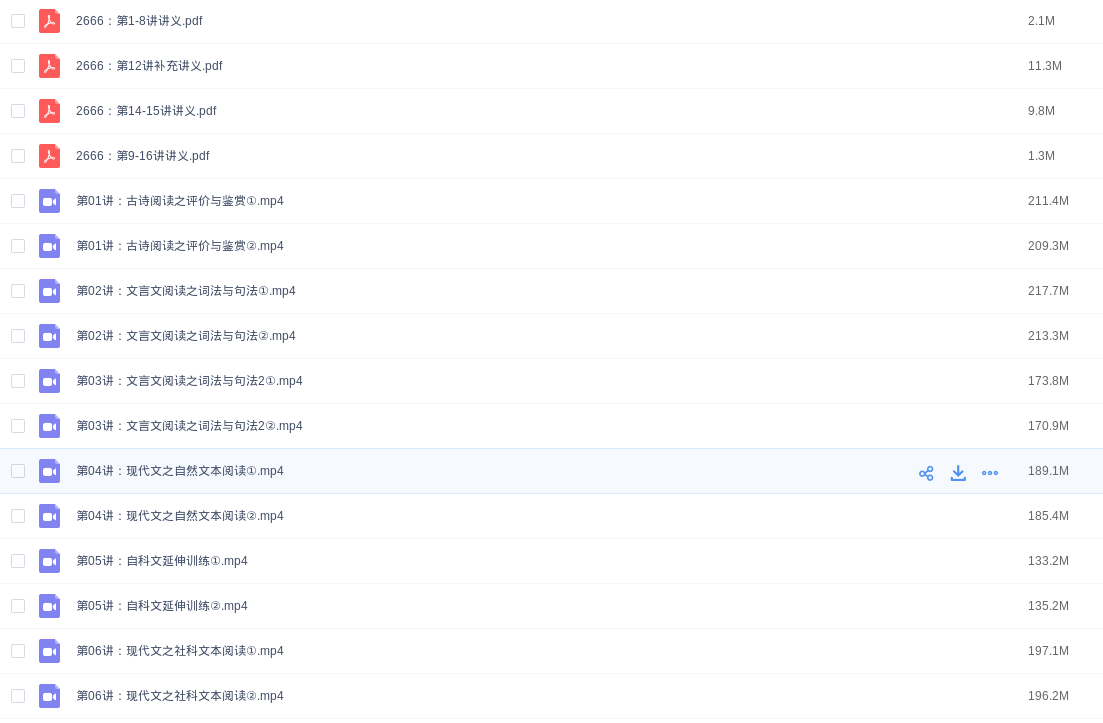 2666：第1-8讲讲义.pdf 2.1M
2666：第12讲补充讲义.pdf 11.3M
2666：第14-15讲讲义.pdf 9.8M
2666：第9-16讲讲义.pdf 1.3M
第01讲：古诗阅读之评价与鉴赏①.mp4 211.4M
第01讲：古诗阅读之评价与鉴赏②.mp4 209.3M
第02讲：文言文阅读之词法与句法①.mp4 217.7M
第02讲：文言文阅读之词法与句法②.mp4 213.3M
第03讲：文言文阅读之词法与句法2①.mp4 173.8M
第03讲：文言文阅读之词法与句法2②.mp4 170.9M
第04讲：现代文之自然文本阅读①.mp4 189.1M
第04讲：现代文之自然文本阅读②.mp4 185.4M
第05讲：自科文延伸训练①.mp4 133.2M
第05讲：自科文延伸训练②.mp4 135.2M
第06讲：现代文之社科文本阅读①.mp4 197.1M
第06讲：现代文之社科文本阅读②.mp4 196.2M